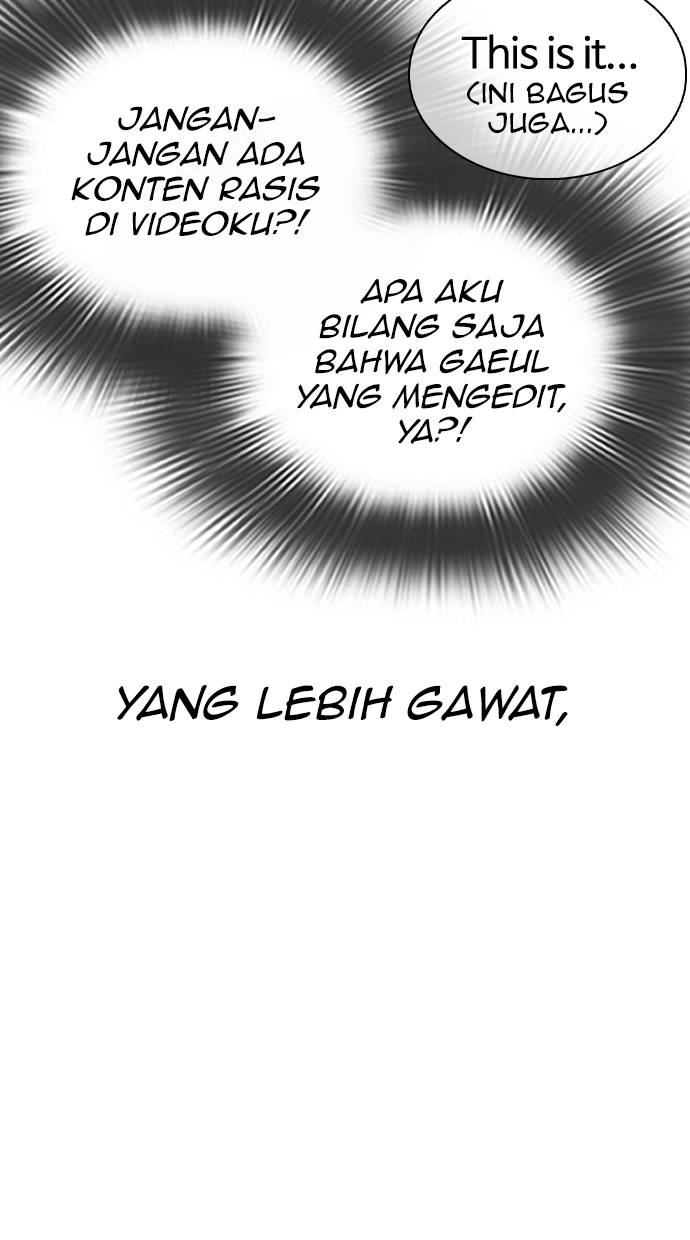 This is it...
(INI BAGUS
JUGA...)
JANGAN-
JANGAN ADA
KONTEN RASIS
DI VIDEOKU?!
APA AKU
BILANG SAJA
BAHWA GAEUL
YANG MENGEDIT,
YA?!
YANG LEBIH GAWAT,